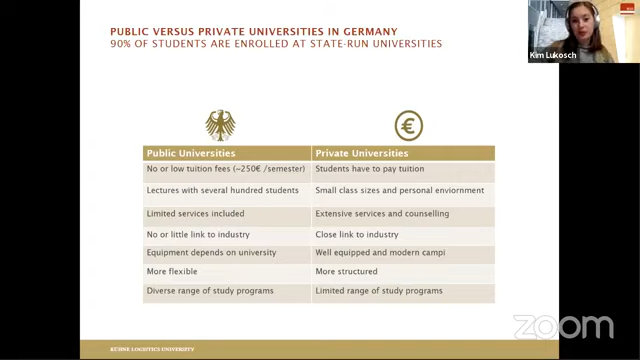 PUBLIC VERSUS PRIVATE UNIVERSITIES IN GERMANY
90% OF STUDENTS ARE ENROLLED AT STATE-RUN UNIVERSITIES
Kim Lukosch
€
Public Universities Private Universities
No or low tuition fees (~250€ /semester) Students have to pay tuition
Lectures with several hundred students Small class sizes and personal enviornment
Limited services included Extensive services and counselling
No or little link to industry Close link to industry
Equipment depends on university Well equipped and modern campi
More flexible More structured
Diverse range of study programs Limited range of study programs
KÜHNE LOGISTICS UNIVERSITY
zoom